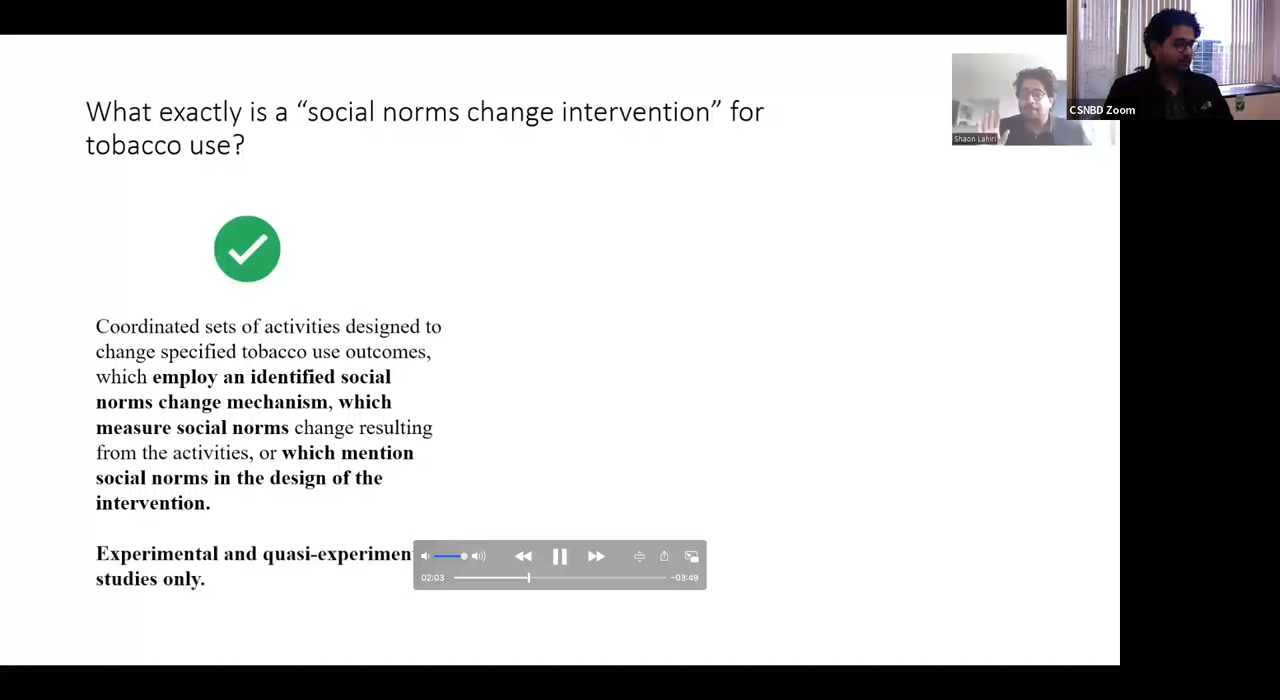 What exactly is a “social norms change intervention” for
tobacco use?
CSNBD Zoom
Shaon Lahiri
Coordinated sets of activities designed to
change specified tobacco use outcomes,
which employ an identified social
norms change mechanism, which
measure social norms change resulting
from the activities, or which mention
social norms in the design of the
intervention.
Experimental and quasi-experimen
studies only.
02:03
-03:49